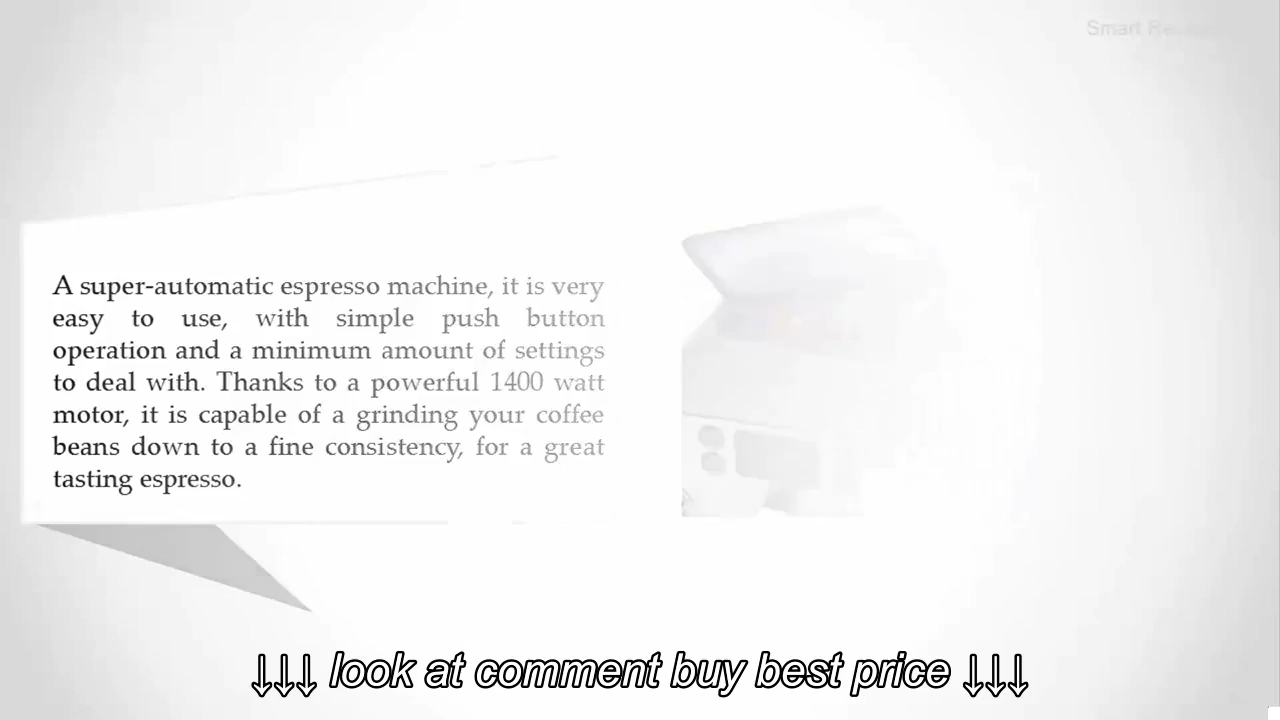 Smart
A super-automatic espresso machine, it is very
easy to use, with simple push button
operation and a minimum amount of settings
to deal with. Thanks to a powerful 1400 watt
motor, it is capable of a grinding your coffee
beans down to a fine consistency, for a great
tasting espresso.
↓↓↓ look at comment buy best price ↓↓↓